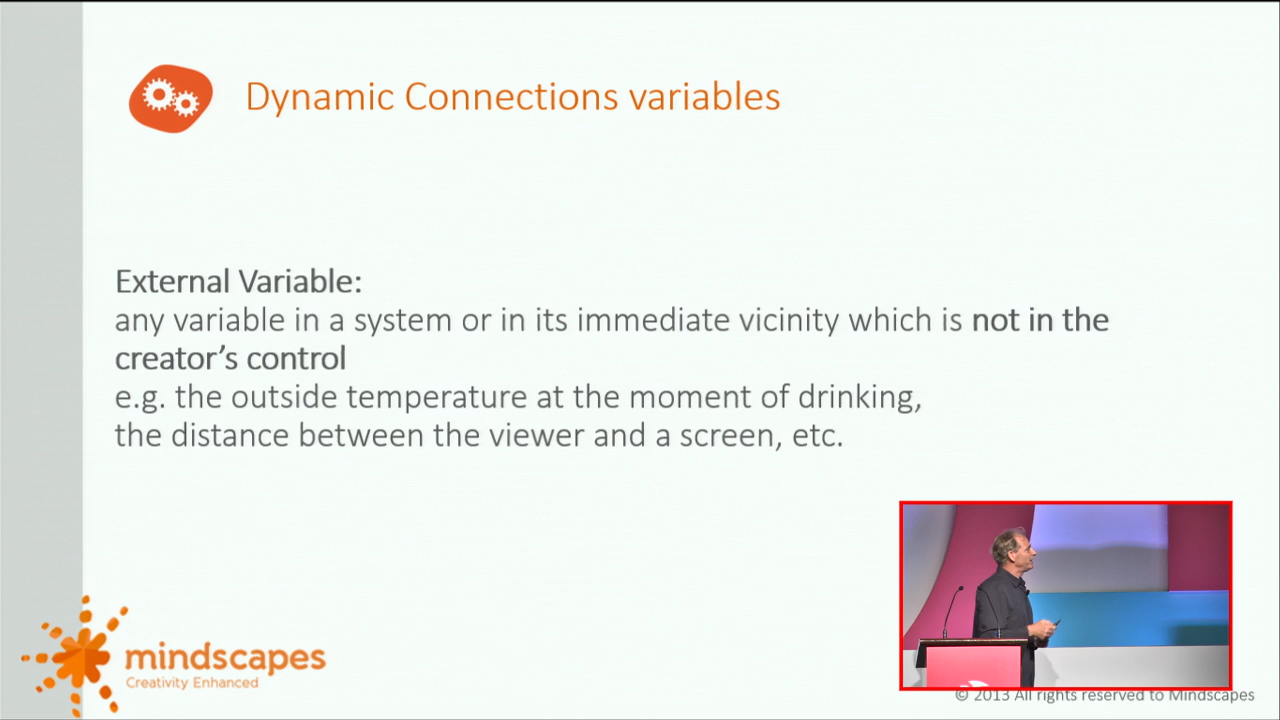 Dynamic Connections variables
External Variable:
any variable in a system or in its immediate vicinity which is not in the
creator’s control
e.g. the outside temperature at the moment of drinking,
the distance between the viewer and a screen, etc.
mindscapes
Creativity Enhanced
© 2013 All rights reserved to Mindscapes